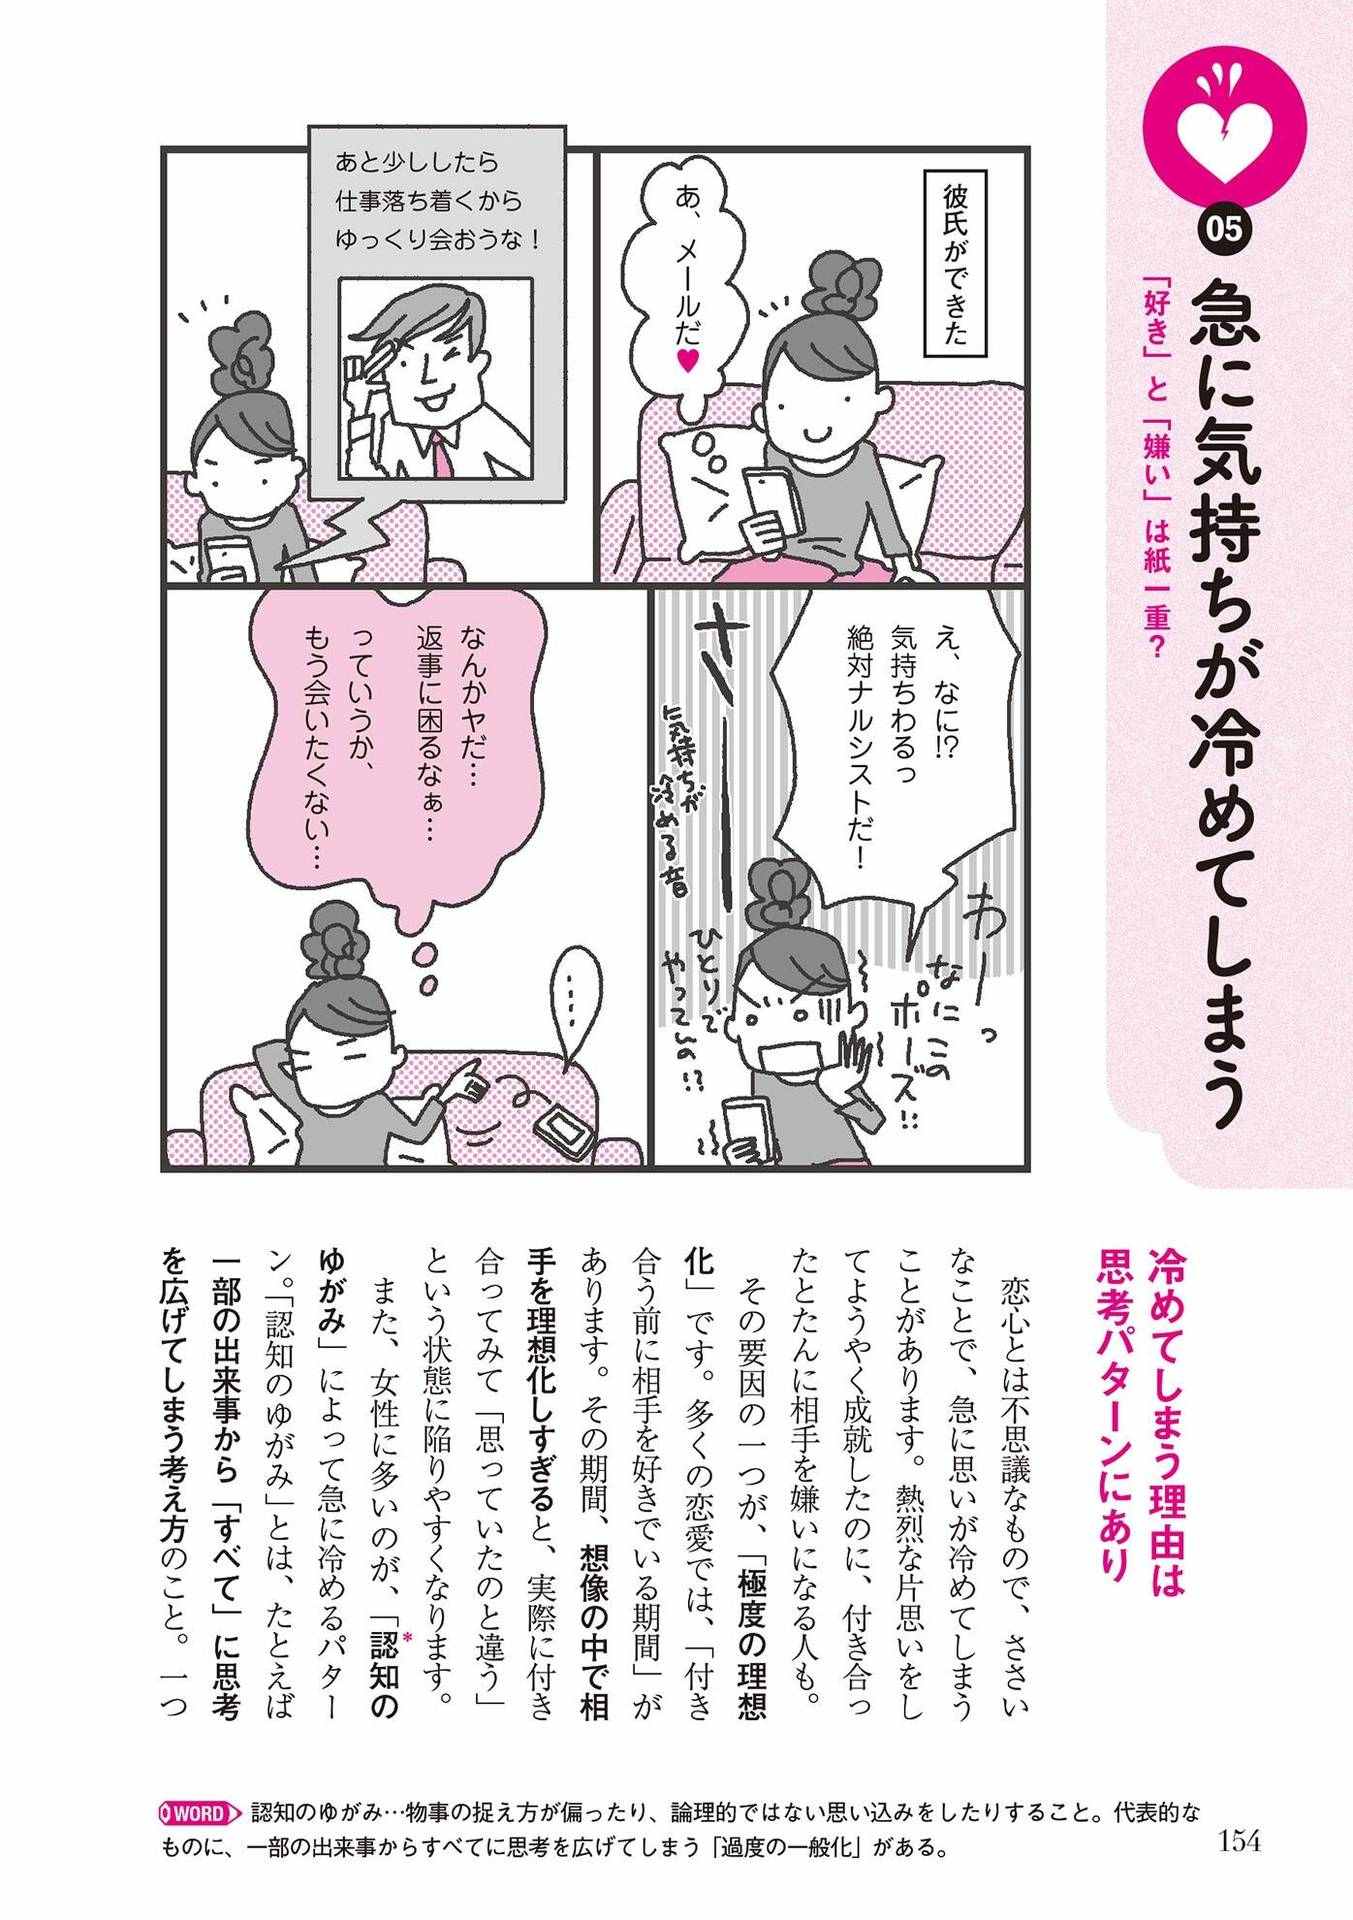 05
急に気持ちが冷めてしまう
「好き」と「嫌い」は紙一重？
彼氏ができた
あ、メールだ♥
あと少ししたら
仕事落ち着くから
ゆっくり会おうな！
え、なに!?
気持ちわるっ
絶対ナルシストだ！
わーっ
なにこの
ポーズ!!
ひとりで
やってんの!?
さーー
気持ちが冷める音
なんかヤだ…
返事に困るなぁ…
っていうか、
もう会いたくない…
…
冷めてしまう理由は
思考パターンにあり
恋心とは不思議なもので、ささい
なことで、急に思いが冷めてしまう
ことがあります。熱烈な片思いをし
てようやく成就したのに、付き合っ
たとたんに相手を嫌いになる人も。
その要因の一つが、「極度の理想
化」です。多くの恋愛では、「付き
合う前に相手を好きでいる期間」が
あります。その期間、想像の中で相
手を理想化しすぎると、実際に付き
合ってみて「思っていたのと違う」
という状態に陥りやすくなります。
また、女性に多いのが、「認知の*
ゆがみ」によって急に冷めるパター
ン。「認知のゆがみ」とは、たとえば
一部の出来事から「すべて」に思考
を広げてしまう考え方のこと。一つ
WORD 認知のゆがみ…物事の捉え方が偏ったり、論理的ではない思い込みをしたりすること。代表的な
ものに、一部の出来事からすべてに思考を広げてしまう「過度の一般化」がある。
154